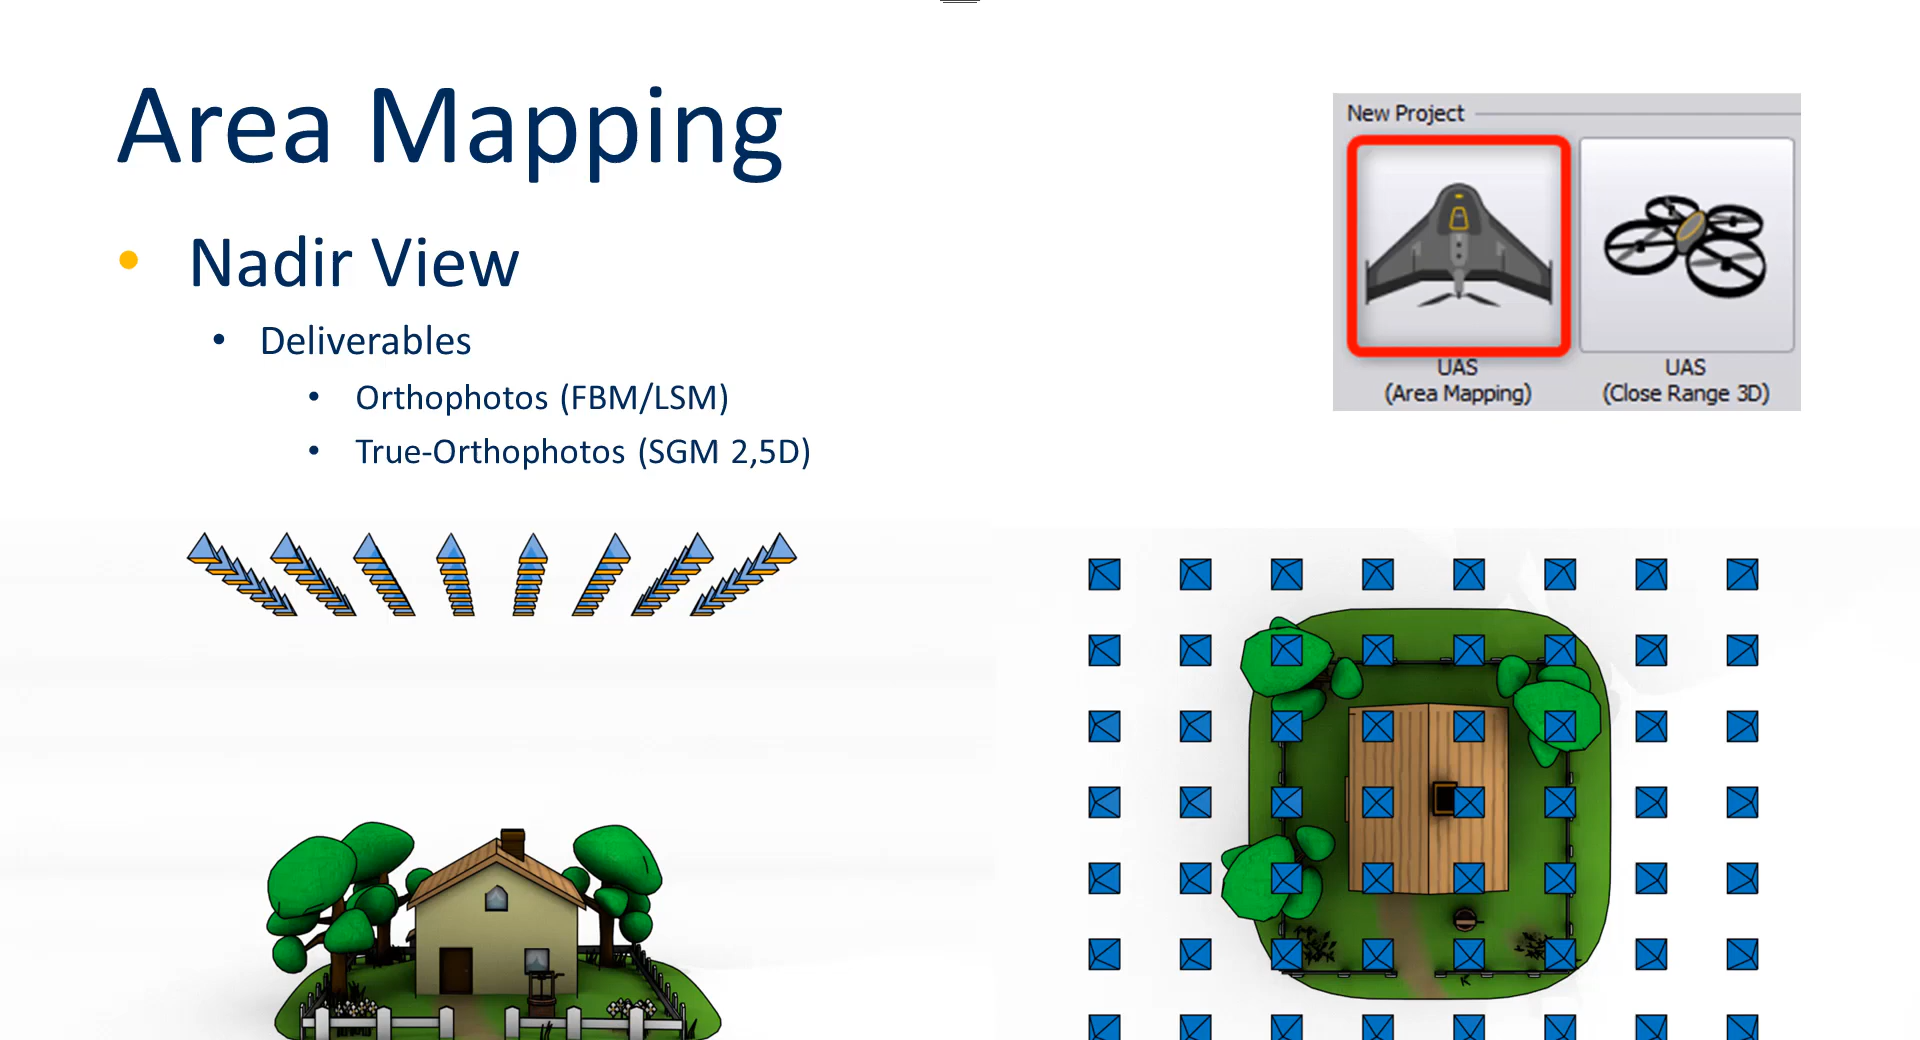 Area Mapping
• Nadir View
• Deliverables
• Orthophotos (FBM/LSM)
• True-Orthophotos (SGM 2,5D)
New Project
UAS
(Area Mapping)
UAS
(Close Range 3D)